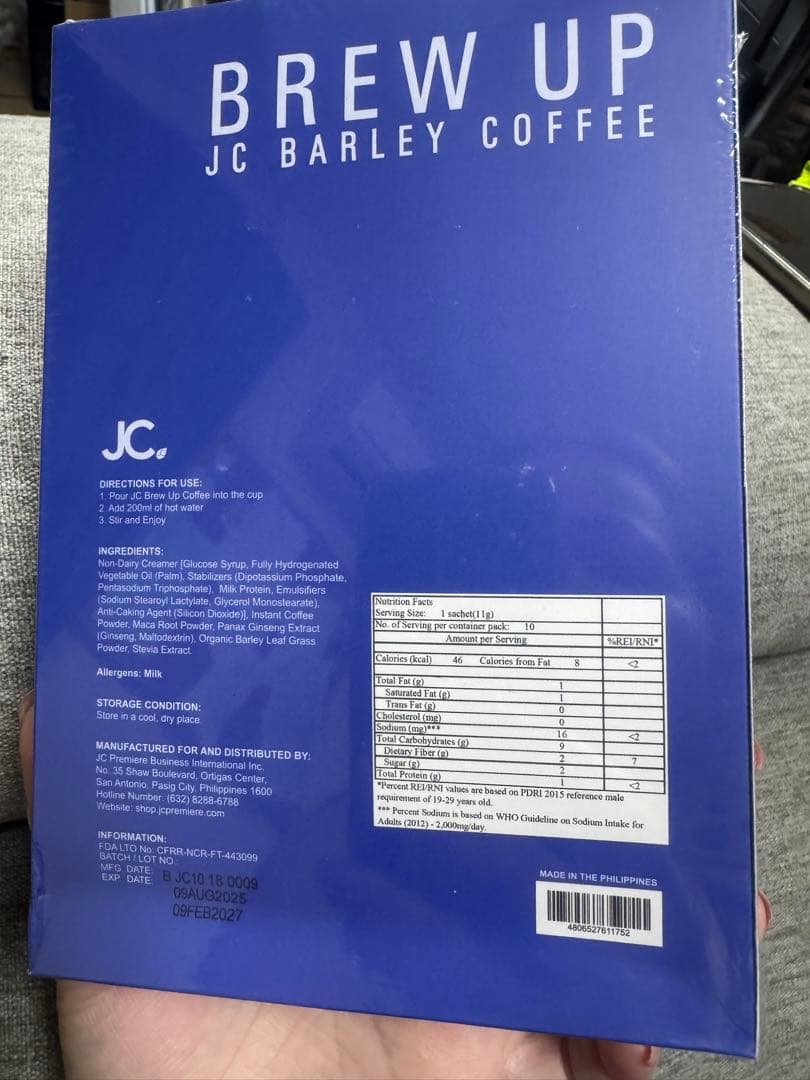 BREW UP
JC BARLEY COFFEE
JC
DIRECTIONS FOR USE:
1. Pour JC Brew Up Coffee into the cup
2. Add 200ml of hot water
3. Stir and Enjoy
INGREDIENTS:
Non-Dairy Creamer [Glucose Syrup, Fully Hydrogenated
Vegetable Oil (Palm), Stabilizers (Dipotassium Phosphate,
Pentasodium Triphosphate), Milk Protein, Emulsifiers
(Sodium Stearoyl Lactylate, Glycerol Monostearate),
Anti-Caking Agent (Silicon Dioxide)], Instant Coffee
Powder, Maca Root Powder, Panax Ginseng Extract
(Ginseng, Maltodextrin), Organic Barley Leaf Grass
Powder, Stevia Extract.
Allergens: Milk
STORAGE CONDITION:
Store in a cool, dry place
MANUFACTURED FOR AND DISTRIBUTED BY:
JC Premiere Business International Inc.
No. 35 Shaw Boulevard, Ortigas Center,
San Antonio, Pasig City, Philippines 1600
Hotline Number: (632) 8288-6788
Website: shop.jcpremiere.com
INFORMATION:
FDA LTO No: CFRR-NCR-FT-443099
BATCH / LOT NO.:
MFG. DATE: B JC10 18 0009
EXP. DATE: 09AUG2025
09FEB2027
Nutrition Facts
Serving Size: 1 sachet(11g)
No. of Serving per container pack: 10
Amount per Serving %REI/RNI*
Calories (kcal) 46 Calories from Fat 8 <2
Total Fat (g) 1
Saturated Fat (g) 1
Trans Fat (g) 0
Cholesterol (mg) 0
Sodium (mg)*** 16 <2
Total Carbohydrates (g) 9
Dietary Fiber (g) 2 7
Sugar (g) 2
Total Protein (g) 1 <2
*Percent REI/RNI values are based on PDRI 2015 reference male
requirement of 19-29 years old.
*** Percent Sodium is based on WHO Guideline on Sodium Intake for
Adults (2012) - 2,000mg/day.
MADE IN THE PHILIPPINES
4806527611752